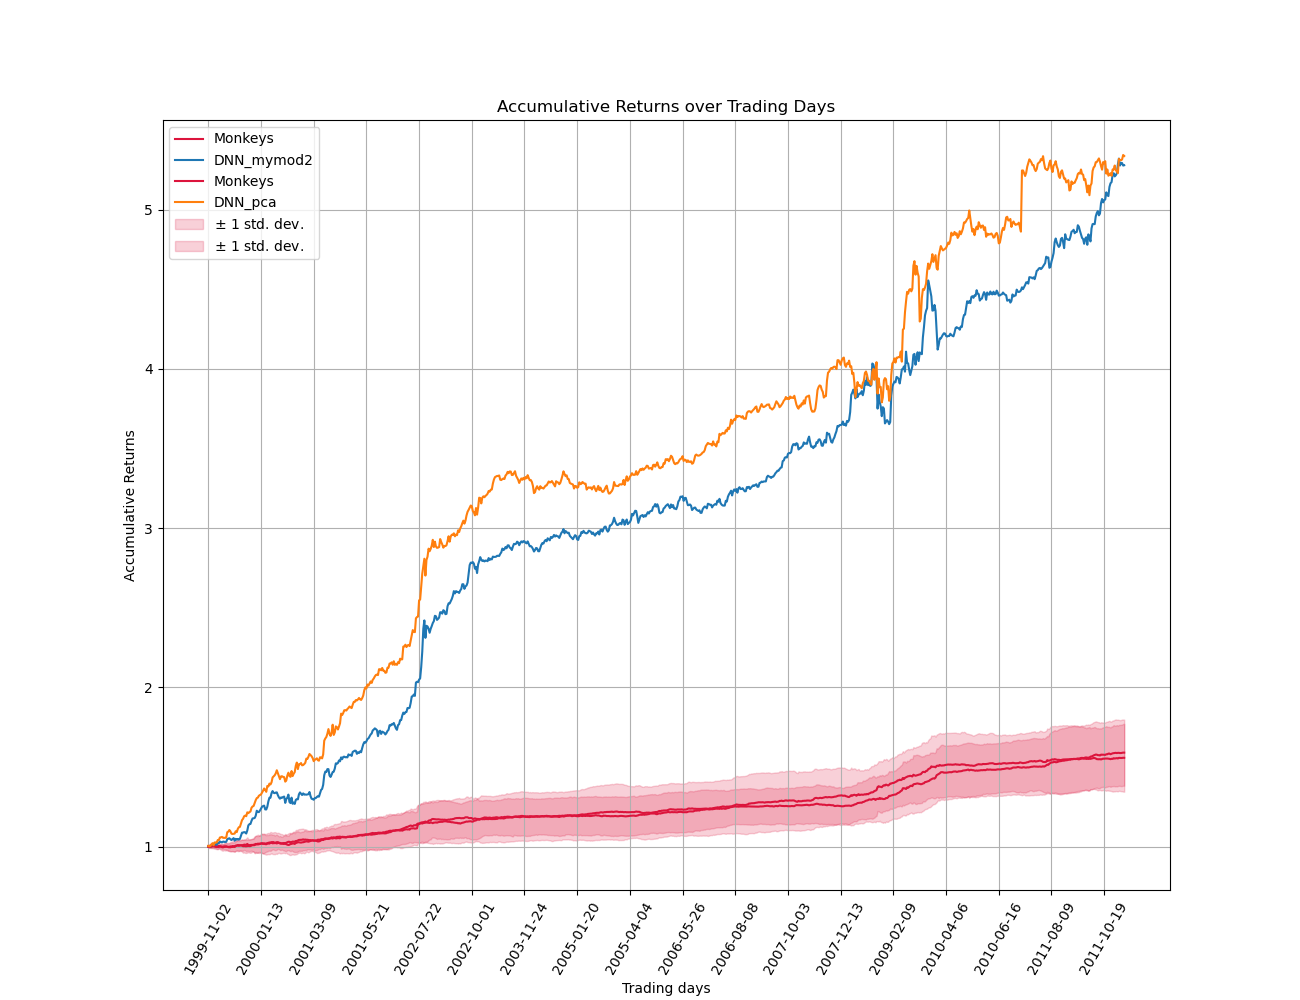 Accumulative Returns over Trading Days
Monkeys
DNN_mymod2
Monkeys
DNN_pca
± 1 std. dev.
± 1 std. dev.
Accumulative Returns
5
4
3
2
1
1999-11-02
2000-01-13
2001-03-09
2001-05-21
2002-07-22
2002-10-01
2003-11-24
2005-01-20
2005-04-04
2006-05-26
2006-08-08
2007-10-03
2007-12-13
2009-02-09
2010-04-06
2010-06-16
2011-08-09
2011-10-19
Trading days